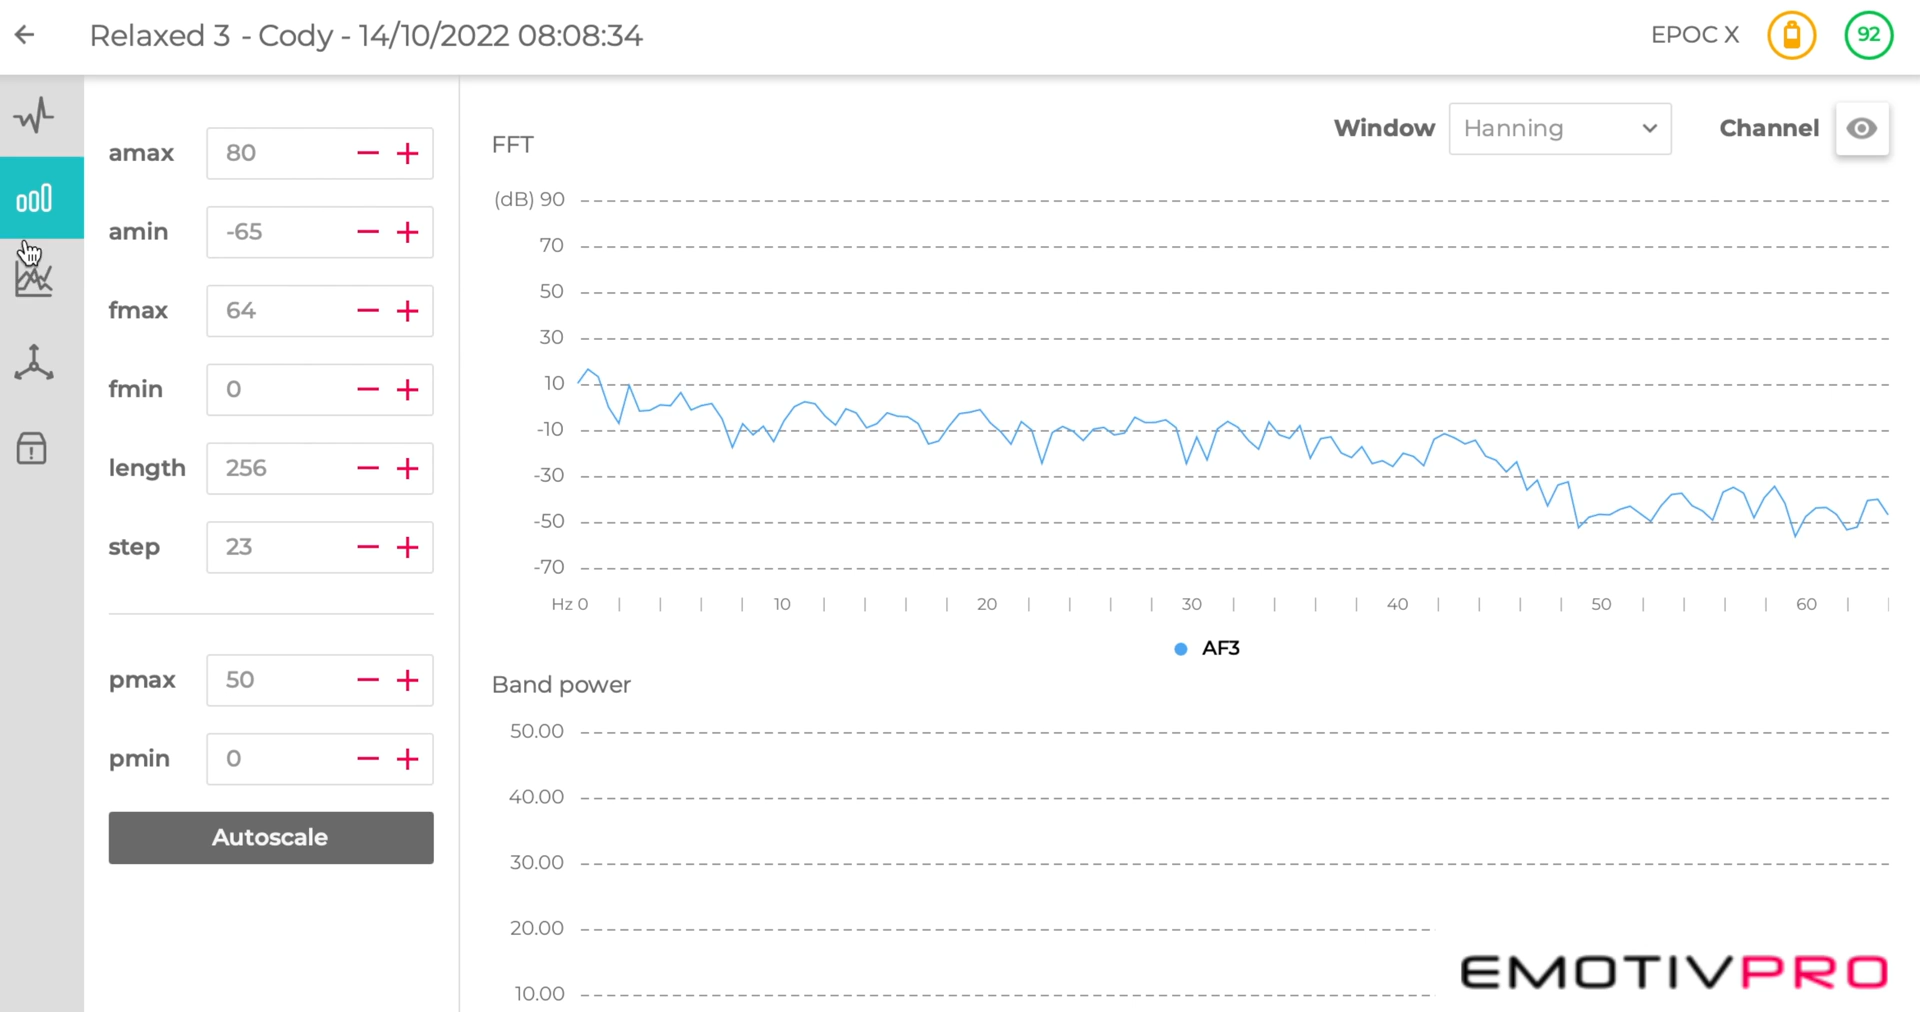 Relaxed 3 - Cody - 14/10/2022 08:08:34
EPOC X
92
amax 80
amin -65
fmax 64
fmin 0
length 256
step 23
pmax 50
pmin 0
Autoscale
FFT
Window Hanning
Channel
(dB) 90
70
50
30
10
-10
-30
-50
-70
Hz 0 10 20 30 40 50 60
AF3
Band power
50.00
40.00
30.00
20.00
10.00
EMOTIVPRO